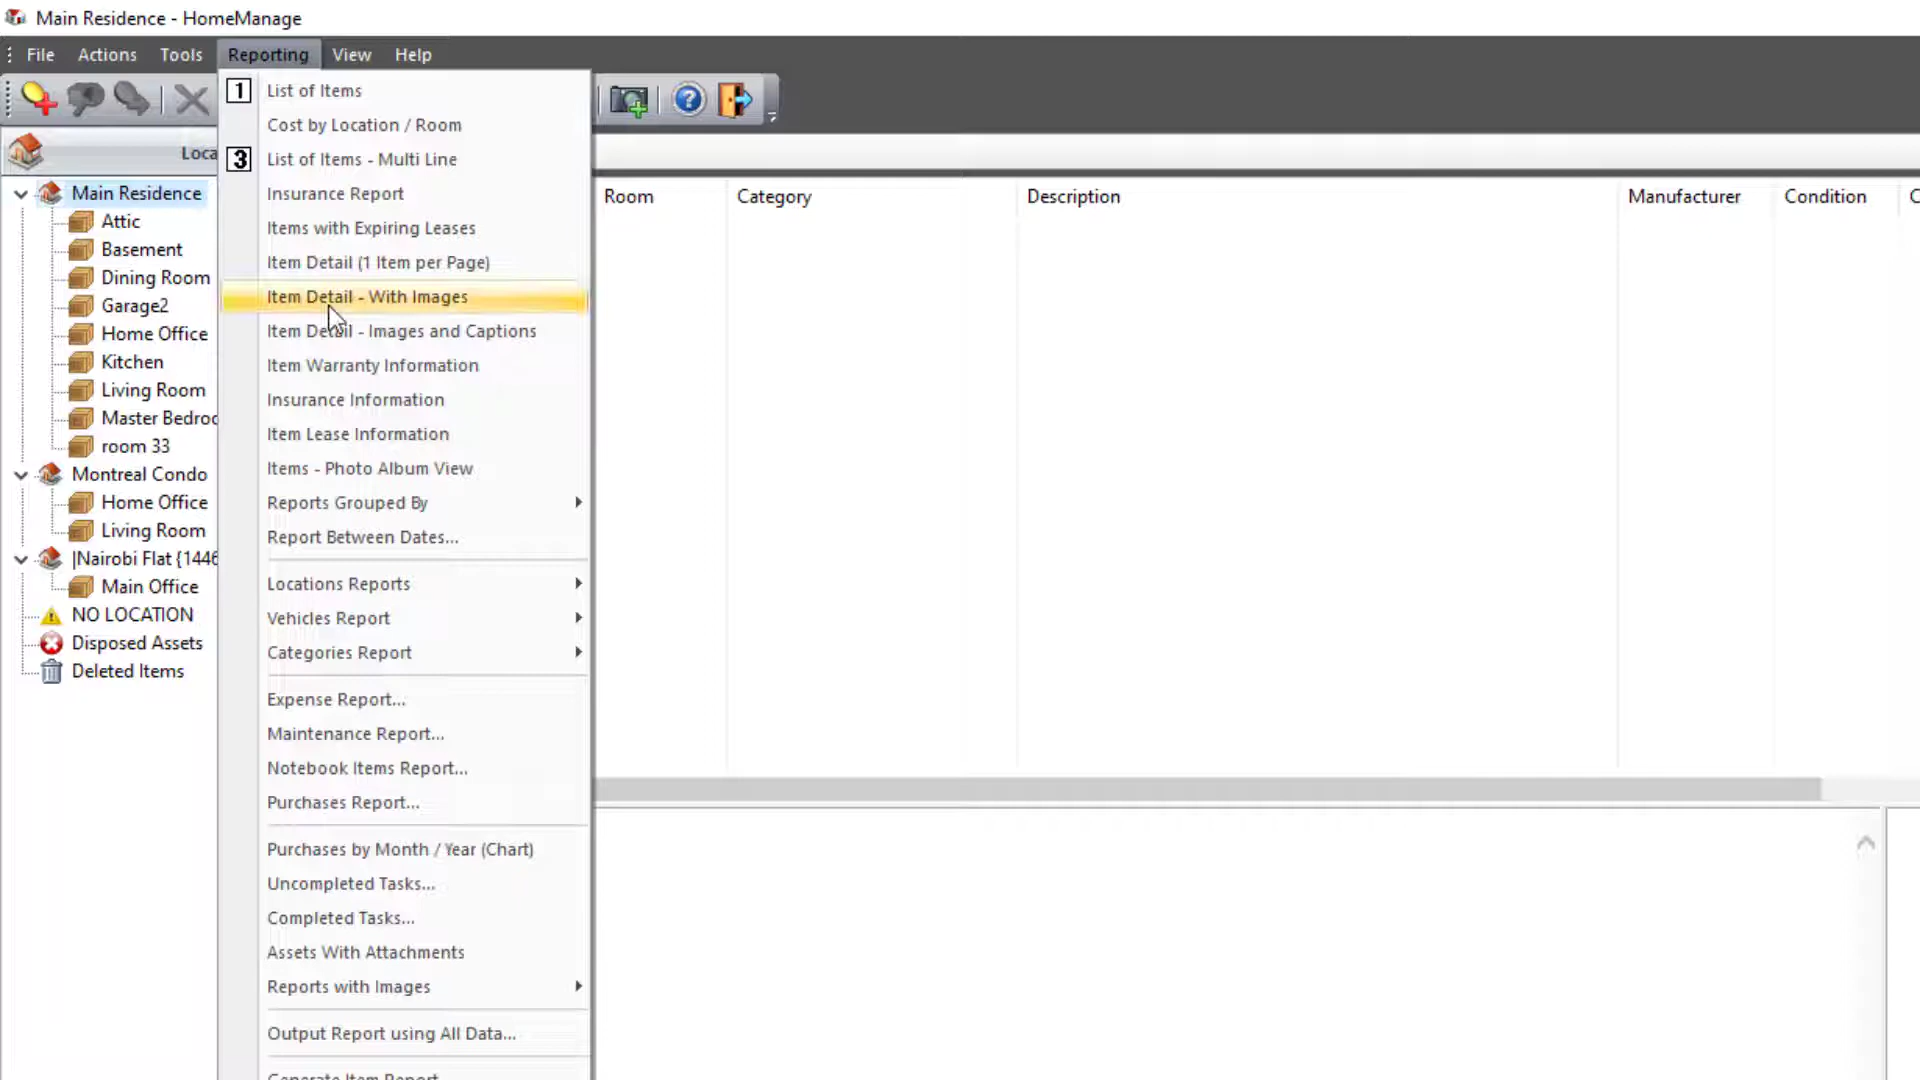 Main Residence - HomeManage
File Actions Tools Reporting View Help
1 List of Items
Cost by Location / Room
3 List of Items - Multi Line
Insurance Report
Items with Expiring Leases
Item Detail (1 Item per Page)
Item Detail - With Images
Item Detail - Images and Captions
Item Warranty Information
Insurance Information
Item Lease Information
Items - Photo Album View
Reports Grouped By
Report Between Dates...
Locations Reports
Vehicles Report
Categories Report
Expense Report...
Maintenance Report...
Notebook Items Report...
Purchases Report...
Purchases by Month / Year (Chart)
Uncompleted Tasks...
Completed Tasks...
Assets With Attachments
Reports with Images
Output Report using All Data...
Generate Item Report
Loca
Main Residence
Attic
Basement
Dining Room
Garage2
Home Office
Kitchen
Living Room
Master Bedroo
room 33
Montreal Condo
Home Office
Living Room
|Nairobi Flat {1446
Main Office
NO LOCATION
Disposed Assets
Deleted Items
Room Category Description Manufacturer Condition